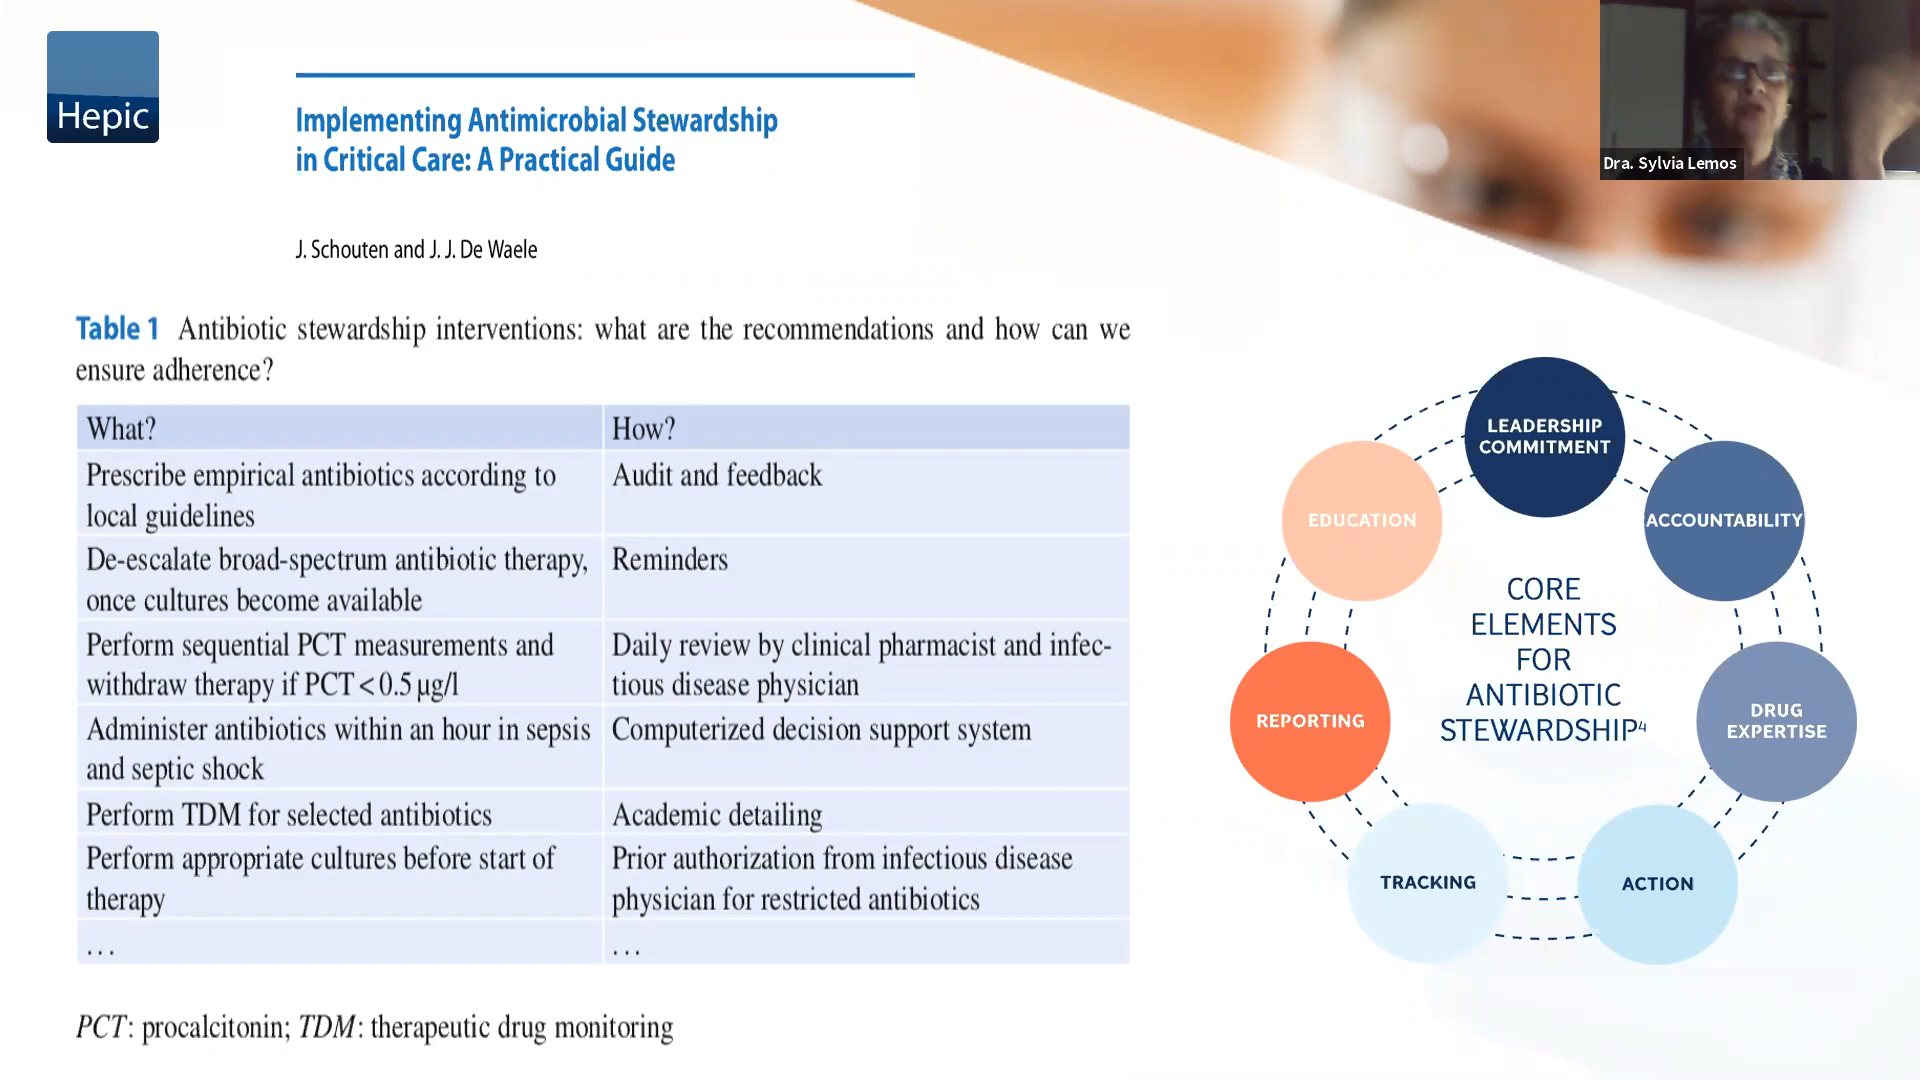 Hepic
Implementing Antimicrobial Stewardship
in Critical Care: A Practical Guide
J. Schouten and J. J. De Waele
Dra. Sylvia Lemos
Table 1 Antibiotic stewardship interventions: what are the recommendations and how can we
ensure adherence?
What?
How?
Prescribe empirical antibiotics according to
local guidelines
Audit and feedback
De-escalate broad-spectrum antibiotic therapy,
once cultures become available
Reminders
Perform sequential PCT measurements and
withdraw therapy if PCT < 0.5 µg/l
Daily review by clinical pharmacist and infec-
tious disease physician
Administer antibiotics within an hour in sepsis
and septic shock
Computerized decision support system
Perform TDM for selected antibiotics
Academic detailing
Perform appropriate cultures before start of
therapy
Prior authorization from infectious disease
physician for restricted antibiotics
...
...
PCT: procalcitonin; TDM: therapeutic drug monitoring
LEADERSHIP
COMMITMENT
ACCOUNTABILITY
DRUG
EXPERTISE
ACTION
TRACKING
REPORTING
EDUCATION
CORE
ELEMENTS
FOR
ANTIBIOTIC
STEWARDSHIP⁴